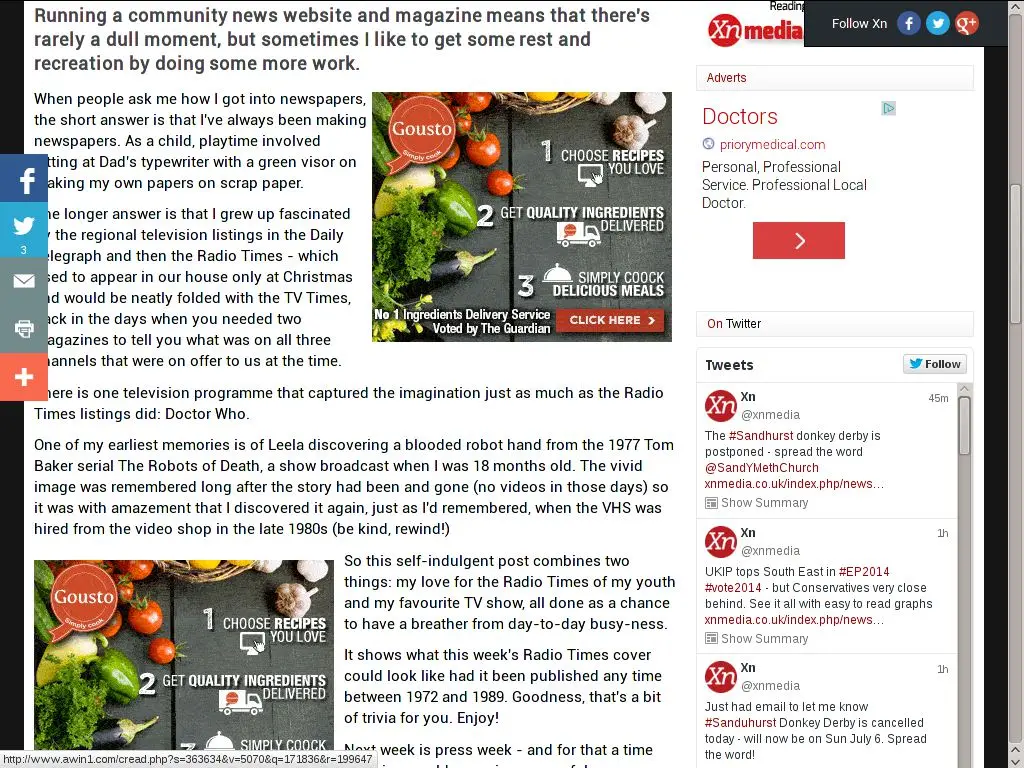 Running a community news website and magazine means that there's
rarely a dull moment, but sometimes I like to get some rest and
recreation by doing some more work.
When people ask me how I got into newspapers,
the short answer is that I've always been making
newspapers. As a child, playtime involved
tting at Dad's typewriter with a green visor on
aking my own papers on scrap paper.
he longer answer is that I grew up fascinated
y the regional television listings in the Daily
elegraph and then the Radio Times - which
sed to appear in our house only at Christmas
nd would be neatly folded with the TV Times,
ack in the days when you needed two
agazines to tell you what was on all three
hannels that were on offer to us at the time.
Gousto
Simply cook
1 CHOOSE RECIPES
YOU LOVE
2 GET QUALITY INGREDIENTS
DELIVERED
3 SIMPLY COOCK
DELICIOUS MEALS
No 1 Ingredients Delivery Service
Voted by The Guardian
CLICK HERE >
3
here is one television programme that captured the imagination just as much as the Radio
Times listings did: Doctor Who.
One of my earliest memories is of Leela discovering a blooded robot hand from the 1977 Tom
Baker serial The Robots of Death, a show broadcast when I was 18 months old. The vivid
image was remembered long after the story had been and gone (no videos in those days) so
it was with amazement that I discovered it again, just as I'd remembered, when the VHS was
hired from the video shop in the late 1980s (be kind, rewind!)
Gousto
Simply cook
1 CHOOSE RECIPES
YOU LOVE
2 GET QUALITY INGREDIENTS
DELIVERED
3 SIMPLY COOCK
So this self-indulgent post combines two
things: my love for the Radio Times of my youth
and my favourite TV show, all done as a chance
to have a breather from day-to-day busy-ness.
It shows what this week's Radio Times cover
could look like had it been published any time
between 1972 and 1989. Goodness, that's a bit
of trivia for you. Enjoy!
Next week is press week - and for that a time
http://www.awin1.com/cread.php?s=363634&v=5070&q=171836&r=199647
Reading
Xn media
Follow Xn
Adverts
Doctors
priorymedical.com
Personal, Professional
Service. Professional Local
Doctor.
On Twitter
Tweets
Follow
Xn
Xn 45m
@xnmedia
The #Sandhurst donkey derby is
postponed - spread the word
@SandYMethChurch
xnmedia.co.uk/index.php/news…
Show Summary
Xn
Xn 1h
@xnmedia
UKIP tops South East in #EP2014
#vote2014 - but Conservatives very close
behind. See it all with easy to read graphs
xnmedia.co.uk/index.php/news…
Show Summary
Xn
Xn 1h
@xnmedia
Just had email to let me know
#Sanduhurst Donkey Derby is cancelled
today - will now be on Sun July 6. Spread
the word!